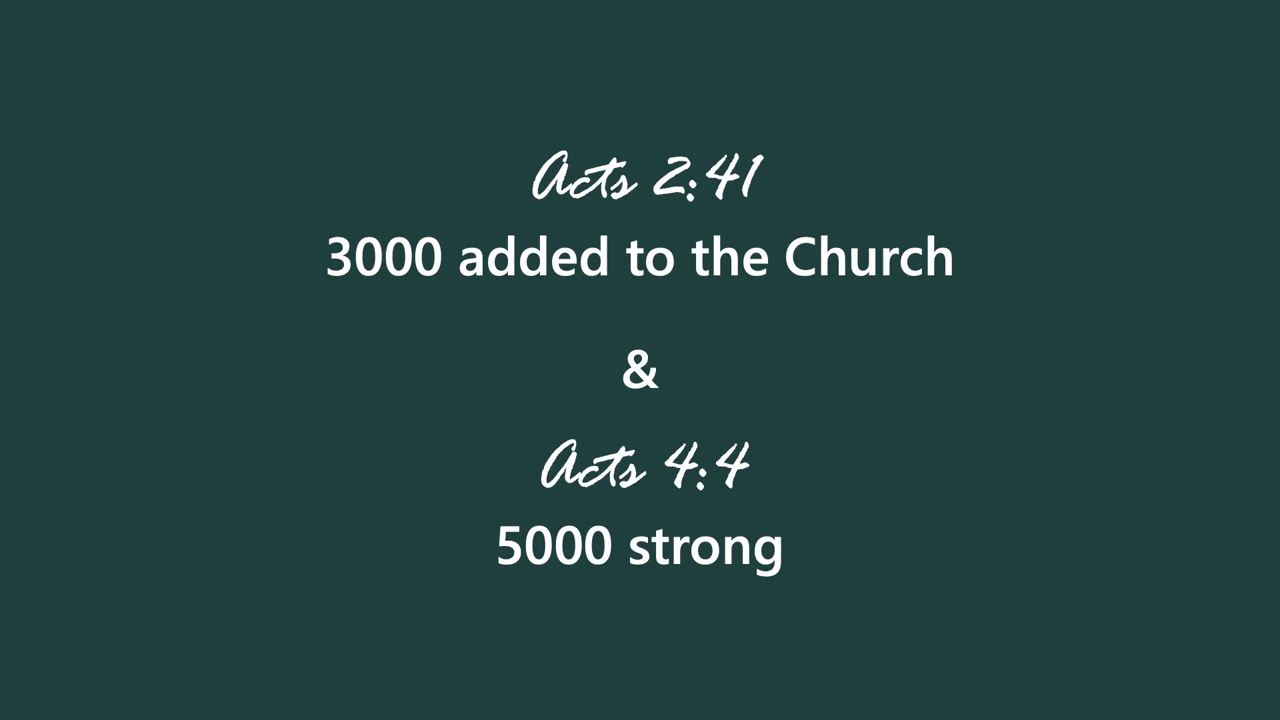 Acts 2:41
3000 added to the Church
&
Acts 4:4
5000 strong